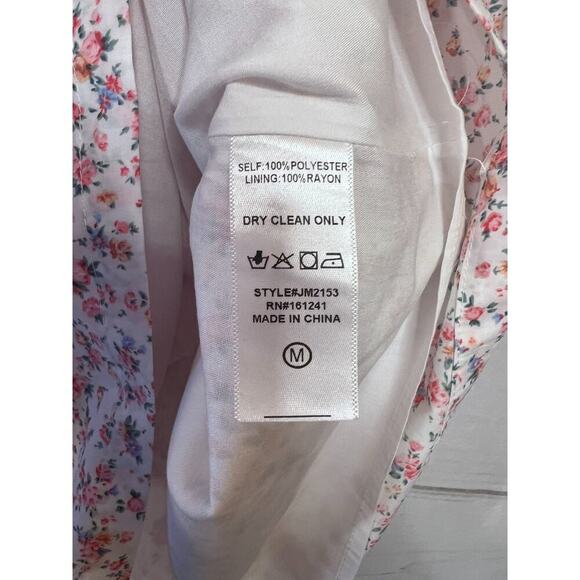 SELF:100%POLYESTER
LINING:100%RAYON
DRY CLEAN ONLY
STYLE#JM2153
RN#161241
MADE IN CHINA
M